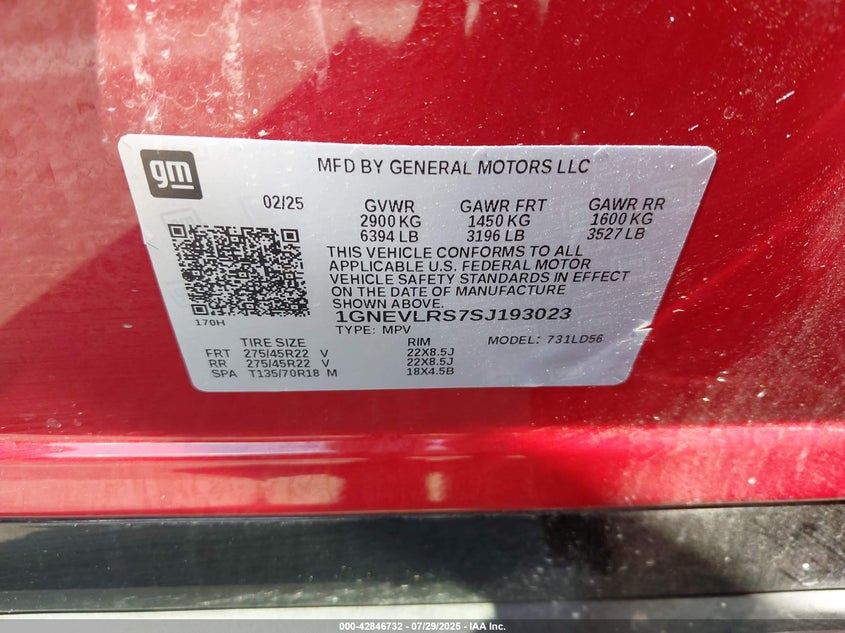 gm
MFD BY GENERAL MOTORS LLC
02/25 GVWR GAWR FRT GAWR RR
2900 KG 1450 KG 1600 KG
6394 LB 3196 LB 3527 LB
THIS VEHICLE CONFORMS TO ALL
APPLICABLE U.S. FEDERAL MOTOR
VEHICLE SAFETY STANDARDS IN EFFECT
ON THE DATE OF MANUFACTURE
SHOWN ABOVE.
170H 1GNEVLRS7SJ193023
TYPE: MPV MODEL: 731LD56
TIRE SIZE RIM
FRT 275/45R22 V 22X8.5J
RR 275/45R22 V 22X8.5J
SPA T135/70R18 M 18X4.5B
000-42846732 - 07/29/2025 - IAA Inc.